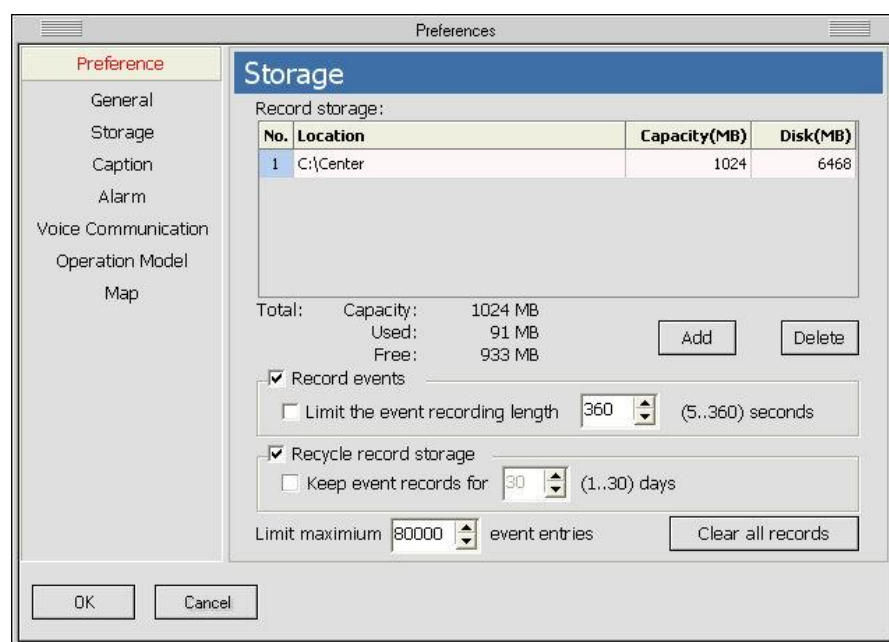 Preferences
Preference
General
Storage
Caption
Alarm
Voice Communication
Operation Model
Map
Storage
Record storage:
No. Location Capacity(MB) Disk(MB)
1 C:\Center 1024 6468
Total: Capacity: 1024 MB
Used: 91 MB
Free: 933 MB
Add
Delete
Record events
Limit the event recording length 360 (5..360) seconds
Recycle record storage
Keep event records for 30 (1..30) days
Limit maximium 80000 event entries
Clear all records
OK
Cancel